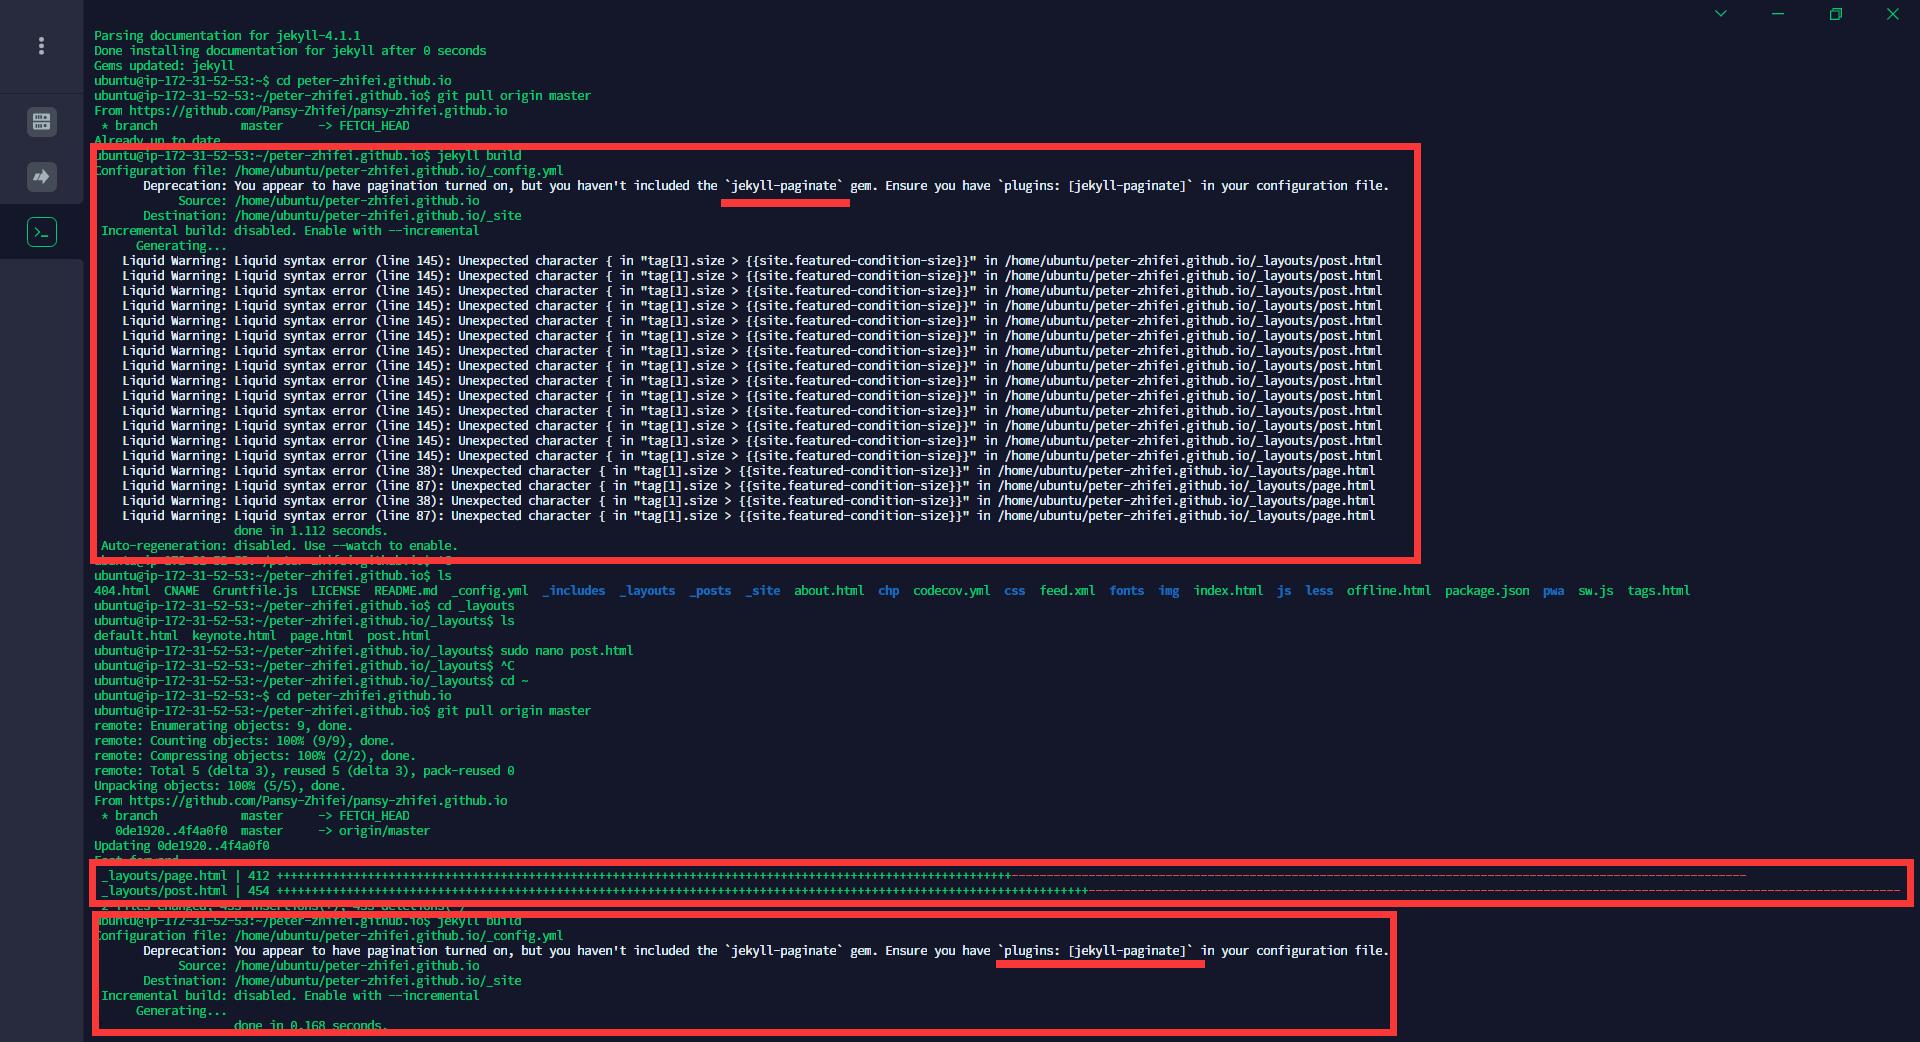 Parsing documentation for jekyll-4.1.1
Done installing documentation for jekyll after 0 seconds
Gems updated: jekyll
ubuntu@ip-172-31-52-53:~$ cd peter-zhifei.github.io
ubuntu@ip-172-31-52-53:~/peter-zhifei.github.io$ git pull origin master
From https://github.com/Pansy-Zhifei/pansy-zhifei.github.io
 * branch            master     -> FETCH_HEAD
Already up to date.
ubuntu@ip-172-31-52-53:~/peter-zhifei.github.io$ jekyll build
Configuration file: /home/ubuntu/peter-zhifei.github.io/_config.yml
       Deprecation: You appear to have pagination turned on, but you haven't included the `jekyll-paginate` gem. Ensure you have `plugins: [jekyll-paginate]` in your configuration file.
            Source: /home/ubuntu/peter-zhifei.github.io
       Destination: /home/ubuntu/peter-zhifei.github.io/_site
 Incremental build: disabled. Enable with --incremental
      Generating...
    Liquid Warning: Liquid syntax error (line 145): Unexpected character { in "tag[1].size > {{site.featured-condition-size}}" in /home/ubuntu/peter-zhifei.github.io/_layouts/post.html
    Liquid Warning: Liquid syntax error (line 145): Unexpected character { in "tag[1].size > {{site.featured-condition-size}}" in /home/ubuntu/peter-zhifei.github.io/_layouts/post.html
    Liquid Warning: Liquid syntax error (line 145): Unexpected character { in "tag[1].size > {{site.featured-condition-size}}" in /home/ubuntu/peter-zhifei.github.io/_layouts/post.html
    Liquid Warning: Liquid syntax error (line 145): Unexpected character { in "tag[1].size > {{site.featured-condition-size}}" in /home/ubuntu/peter-zhifei.github.io/_layouts/post.html
    Liquid Warning: Liquid syntax error (line 145): Unexpected character { in "tag[1].size > {{site.featured-condition-size}}" in /home/ubuntu/peter-zhifei.github.io/_layouts/post.html
    Liquid Warning: Liquid syntax error (line 145): Unexpected character { in "tag[1].size > {{site.featured-condition-size}}" in /home/ubuntu/peter-zhifei.github.io/_layouts/post.html
    Liquid Warning: Liquid syntax error (line 145): Unexpected character { in "tag[1].size > {{site.featured-condition-size}}" in /home/ubuntu/peter-zhifei.github.io/_layouts/post.html
    Liquid Warning: Liquid syntax error (line 145): Unexpected character { in "tag[1].size > {{site.featured-condition-size}}" in /home/ubuntu/peter-zhifei.github.io/_layouts/post.html
    Liquid Warning: Liquid syntax error (line 145): Unexpected character { in "tag[1].size > {{site.featured-condition-size}}" in /home/ubuntu/peter-zhifei.github.io/_layouts/post.html
    Liquid Warning: Liquid syntax error (line 145): Unexpected character { in "tag[1].size > {{site.featured-condition-size}}" in /home/ubuntu/peter-zhifei.github.io/_layouts/post.html
    Liquid Warning: Liquid syntax error (line 145): Unexpected character { in "tag[1].size > {{site.featured-condition-size}}" in /home/ubuntu/peter-zhifei.github.io/_layouts/post.html
    Liquid Warning: Liquid syntax error (line 145): Unexpected character { in "tag[1].size > {{site.featured-condition-size}}" in /home/ubuntu/peter-zhifei.github.io/_layouts/post.html
    Liquid Warning: Liquid syntax error (line 145): Unexpected character { in "tag[1].size > {{site.featured-condition-size}}" in /home/ubuntu/peter-zhifei.github.io/_layouts/post.html
    Liquid Warning: Liquid syntax error (line 145): Unexpected character { in "tag[1].size > {{site.featured-condition-size}}" in /home/ubuntu/peter-zhifei.github.io/_layouts/post.html
    Liquid Warning: Liquid syntax error (line 38): Unexpected character { in "tag[1].size > {{site.featured-condition-size}}" in /home/ubuntu/peter-zhifei.github.io/_layouts/page.html
    Liquid Warning: Liquid syntax error (line 87): Unexpected character { in "tag[1].size > {{site.featured-condition-size}}" in /home/ubuntu/peter-zhifei.github.io/_layouts/page.html
    Liquid Warning: Liquid syntax error (line 38): Unexpected character { in "tag[1].size > {{site.featured-condition-size}}" in /home/ubuntu/peter-zhifei.github.io/_layouts/page.html
    Liquid Warning: Liquid syntax error (line 87): Unexpected character { in "tag[1].size > {{site.featured-condition-size}}" in /home/ubuntu/peter-zhifei.github.io/_layouts/page.html
                    done in 1.112 seconds.
 Auto-regeneration: disabled. Use --watch to enable.
ubuntu@ip-172-31-52-53:~/peter-zhifei.github.io$ ls
404.html  CNAME  Gruntfile.js  LICENSE  README.md  _config.yml  _includes  _layouts  _posts  _site  about.html  chp  codecov.yml  css  feed.xml  fonts  img  index.html  js  less  offline.html  package.json  pwa  sw.js  tags.html
ubuntu@ip-172-31-52-53:~/peter-zhifei.github.io$ cd _layouts
ubuntu@ip-172-31-52-53:~/peter-zhifei.github.io/_layouts$ ls
default.html  keynote.html  page.html  post.html
ubuntu@ip-172-31-52-53:~/peter-zhifei.github.io/_layouts$ sudo nano post.html
ubuntu@ip-172-31-52-53:~/peter-zhifei.github.io/_layouts$ ^C
ubuntu@ip-172-31-52-53:~/peter-zhifei.github.io/_layouts$ cd ~
ubuntu@ip-172-31-52-53:~$ cd peter-zhifei.github.io
ubuntu@ip-172-31-52-53:~/peter-zhifei.github.io$ git pull origin master
remote: Enumerating objects: 9, done.
remote: Counting objects: 100% (9/9), done.
remote: Compressing objects: 100% (2/2), done.
remote: Total 5 (delta 3), reused 5 (delta 3), pack-reused 0
Unpacking objects: 100% (5/5), done.
From https://github.com/Pansy-Zhifei/pansy-zhifei.github.io
 * branch            master     -> FETCH_HEAD
   0de1920..4f4a0f0  master     -> origin/master
Updating 0de1920..4f4a0f0
Fast-forward
 _layouts/page.html | 412
 _layouts/post.html | 454
 2 files changed, 433 insertions(+), 433 deletions(-)
ubuntu@ip-172-31-52-53:~/peter-zhifei.github.io$ jekyll build
Configuration file: /home/ubuntu/peter-zhifei.github.io/_config.yml
       Deprecation: You appear to have pagination turned on, but you haven't included the `jekyll-paginate` gem. Ensure you have `plugins: [jekyll-paginate]` in your configuration file.
            Source: /home/ubuntu/peter-zhifei.github.io
       Destination: /home/ubuntu/peter-zhifei.github.io/_site
 Incremental build: disabled. Enable with --incremental
      Generating...
                    done in 0.168 seconds.